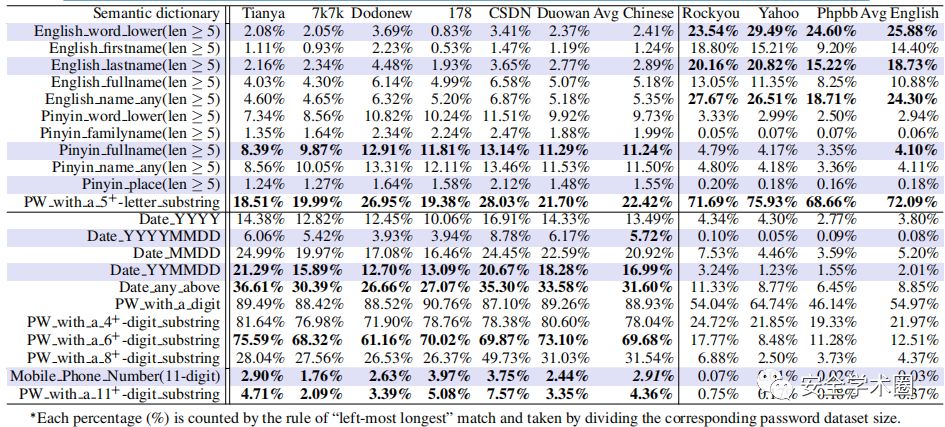 Semantic dictionary Tianya 7k7k Dodonew 178 CSDN Duowan Avg Chinese Rockyou Yahoo Phpbb Avg English
English_word_lower(len ≥ 5) 2.08% 2.05% 3.69% 0.83% 3.41% 2.37% 2.41% 23.54% 29.49% 24.60% 25.88%
English_firstname(len ≥ 5) 1.11% 0.93% 2.23% 0.53% 1.47% 1.19% 1.24% 18.80% 15.21% 9.20% 14.40%
English_lastname(len ≥ 5) 2.16% 2.34% 4.48% 1.93% 3.65% 2.77% 2.89% 20.16% 20.82% 15.22% 18.73%
English_fullname(len ≥ 5) 4.03% 4.30% 6.14% 4.99% 6.58% 5.07% 5.18% 13.05% 11.35% 8.25% 10.88%
English_name_any(len ≥ 5) 4.60% 4.65% 6.32% 5.20% 6.87% 5.18% 5.35% 27.67% 26.51% 18.71% 24.30%
Pinyin_word_lower(len ≥ 5) 7.34% 8.56% 10.82% 10.24% 11.51% 9.92% 9.73% 3.33% 2.99% 2.50% 2.94%
Pinyin_familyname(len ≥ 5) 1.35% 1.64% 2.24% 2.24% 2.47% 1.88% 1.99% 0.05% 0.07% 0.07% 0.06%
Pinyin_fullname(len ≥ 5) 8.39% 9.87% 12.91% 11.81% 13.14% 11.29% 11.24% 4.79% 4.17% 3.35% 4.10%
Pinyin_name_any(len ≥ 5) 8.56% 10.05% 13.31% 12.11% 13.46% 11.53% 11.50% 4.80% 4.18% 3.36% 4.11%
Pinyin_place(len ≥ 5) 1.24% 1.27% 1.64% 1.58% 2.12% 1.48% 1.55% 0.20% 0.18% 0.16% 0.18%
PW_with_a_5⁺-letter_substring 18.51% 19.99% 26.95% 19.38% 28.03% 21.70% 22.42% 71.69% 75.93% 68.66% 72.09%
Date_YYYY 14.38% 12.82% 12.45% 10.06% 16.91% 14.33% 13.49% 4.34% 4.30% 2.77% 3.80%
Date_YYYYMMDD 6.06% 5.42% 3.93% 3.94% 8.78% 6.17% 5.72% 0.10% 0.05% 0.09% 0.08%
Date_MMDD 24.99% 19.97% 17.08% 16.46% 24.45% 22.59% 20.92% 7.53% 4.46% 3.59% 5.20%
Date_YYMMDD 21.29% 15.89% 12.70% 13.09% 20.67% 18.28% 16.99% 3.24% 1.23% 1.55% 2.01%
Date_any_above 36.61% 30.39% 26.66% 27.07% 35.30% 33.58% 31.60% 11.33% 8.77% 6.45% 8.85%
PW_with_a_digit 89.49% 88.42% 88.52% 90.76% 87.10% 89.26% 88.93% 54.04% 64.74% 46.14% 54.97%
PW_with_a_4⁺-digit_substring 81.64% 76.98% 71.90% 78.76% 78.38% 80.60% 78.04% 24.72% 21.85% 19.33% 21.97%
PW_with_a_6⁺-digit_substring 75.59% 68.32% 61.16% 70.02% 69.87% 73.10% 69.68% 17.77% 8.48% 11.28% 12.51%
PW_with_a_8⁺-digit_substring 28.04% 27.56% 26.53% 26.37% 49.73% 31.03% 31.54% 6.88% 2.50% 3.73% 4.37%
Mobile_Phone_Number(11-digit) 2.90% 1.76% 2.63% 3.97% 3.75% 2.44% 2.91% 0.07%
PW_with_a_11⁺-digit_substring 4.71% 2.09% 3.39% 5.08% 7.57% 3.35% 4.36% 0.75%
安全学术圈
*Each percentage (%) is counted by the rule of “left-most longest” match and taken by dividing the corresponding password dataset size.